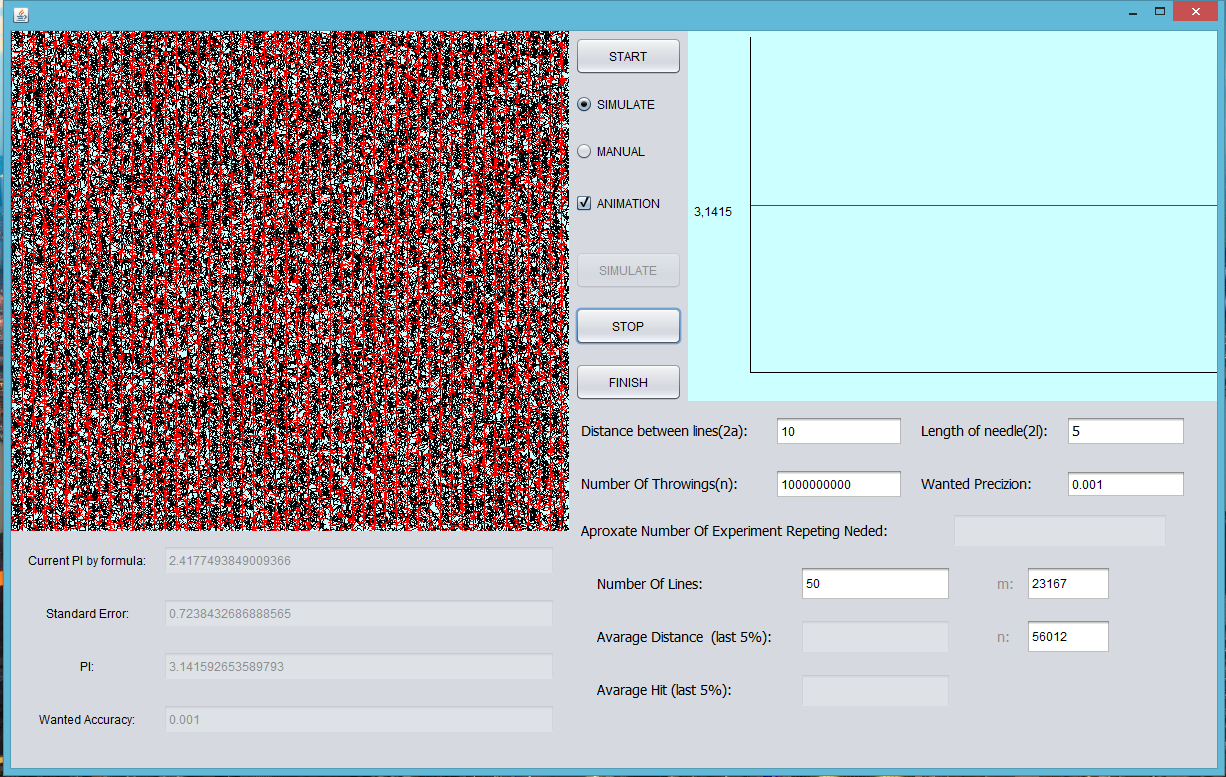 START
SIMULATE
MANUAL
ANIMATION
SIMULATE
STOP
FINISH
3,1415
Distance between lines(2a): 10 Length of needle(2l): 5
Number Of Throwings(n): 1000000000 Wanted Precizion: 0.001
Aproxate Number Of Experiment Repeting Neded:
Number Of Lines: 50 m: 23167
Avarage Distance (last 5%): n: 56012
Avarage Hit (last 5%):
Current PI by formula: 2.4177493849009366
Standard Error: 0.7238432686888565
PI: 3.141592653589793
Wanted Accuracy: 0.001